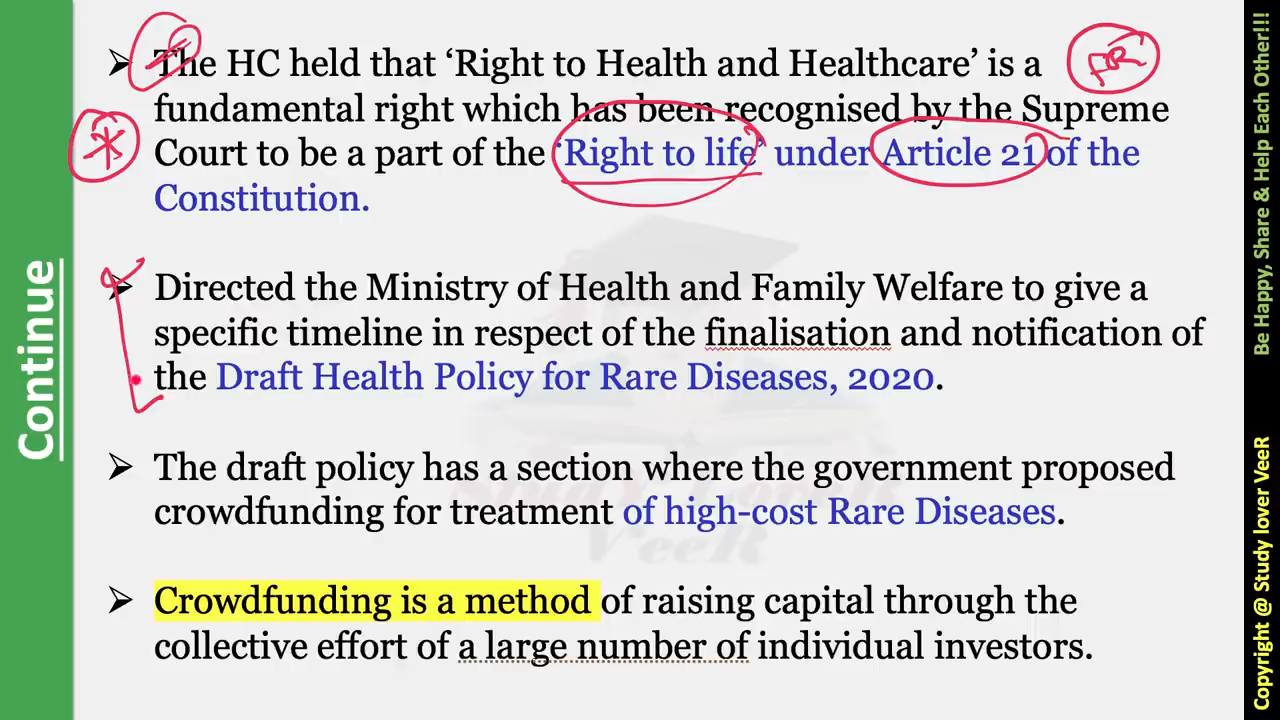 The HC held that ‘Right to Health and Healthcare’ is a
FR
fundamental right which has been recognised by the Supreme
Court to be a part of the ‘Right to life’ under Article 21 of the
Constitution.
Directed the Ministry of Health and Family Welfare to give a
specific timeline in respect of the finalisation and notification of
the Draft Health Policy for Rare Diseases, 2020.
The draft policy has a section where the government proposed
crowdfunding for treatment of high-cost Rare Diseases.
Crowdfunding is a method of raising capital through the
collective effort of a large number of individual investors.
Continue
Be Happy, Share & Help Each Other!!!
Copyright @ Study lover VeeR